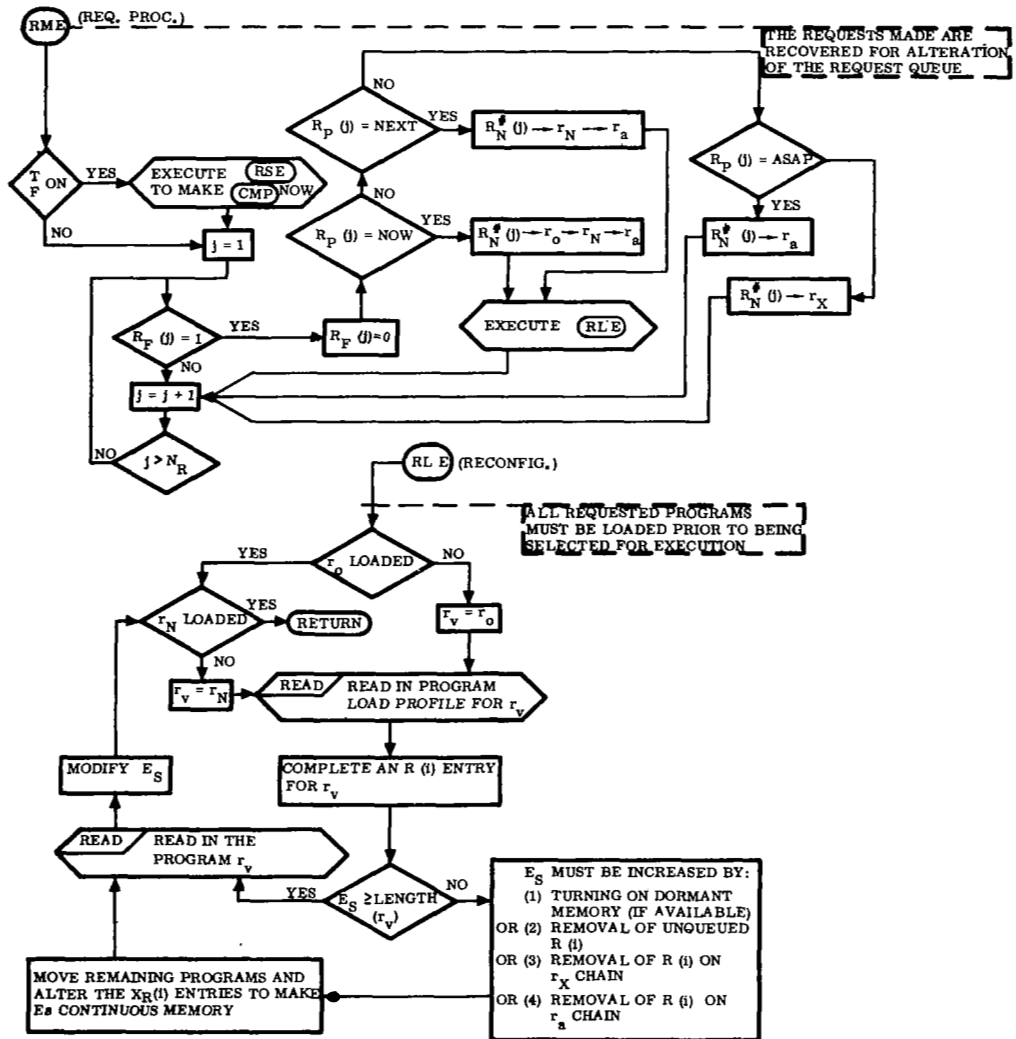 RME (REQ. PROC.)
THE REQUESTS MADE ARE
RECOVERED FOR ALTERATION
OF THE REQUEST QUEUE
T
F ON
YES
NO
EXECUTE RSE
TO MAKE CMP NOW
j = 1
R_F (j) = 1
YES
NO
R_F (j)=0
j = j + 1
j > N_R
NO
R_P (j) = NOW
YES
NO
R_N^# (j) → r_o → r_N → r_a
R_P (j) = NEXT
YES
NO
R_N^# (j) → r_N → r_a
EXECUTE RLE
R_P (j) = ASAP
YES
R_N^# (j) → r_a
R_N^# (j) → r_X
RL E (RECONFIG.)
ALL REQUESTED PROGRAMS
MUST BE LOADED PRIOR TO BEING
SELECTED FOR EXECUTION
r_o LOADED
YES
NO
r_N LOADED
YES
RETURN
NO
r_v = r_o
r_v = r_N
READ
READ IN PROGRAM
LOAD PROFILE FOR r_v
MODIFY E_S
COMPLETE AN R (i) ENTRY
FOR r_v
READ
READ IN THE
PROGRAM r_v
E_S ≥ LENGTH
(r_v)
YES
NO
E_S MUST BE INCREASED BY:
(1) TURNING ON DORMANT
MEMORY (IF AVAILABLE)
OR (2) REMOVAL OF UNQUEUED
R (i)
OR (3) REMOVAL OF R (i) ON
r_X CHAIN
OR (4) REMOVAL OF R (i) ON
r_a CHAIN
MOVE REMAINING PROGRAMS AND
ALTER THE X_R(i) ENTRIES TO MAKE
Es CONTINUOUS MEMORY